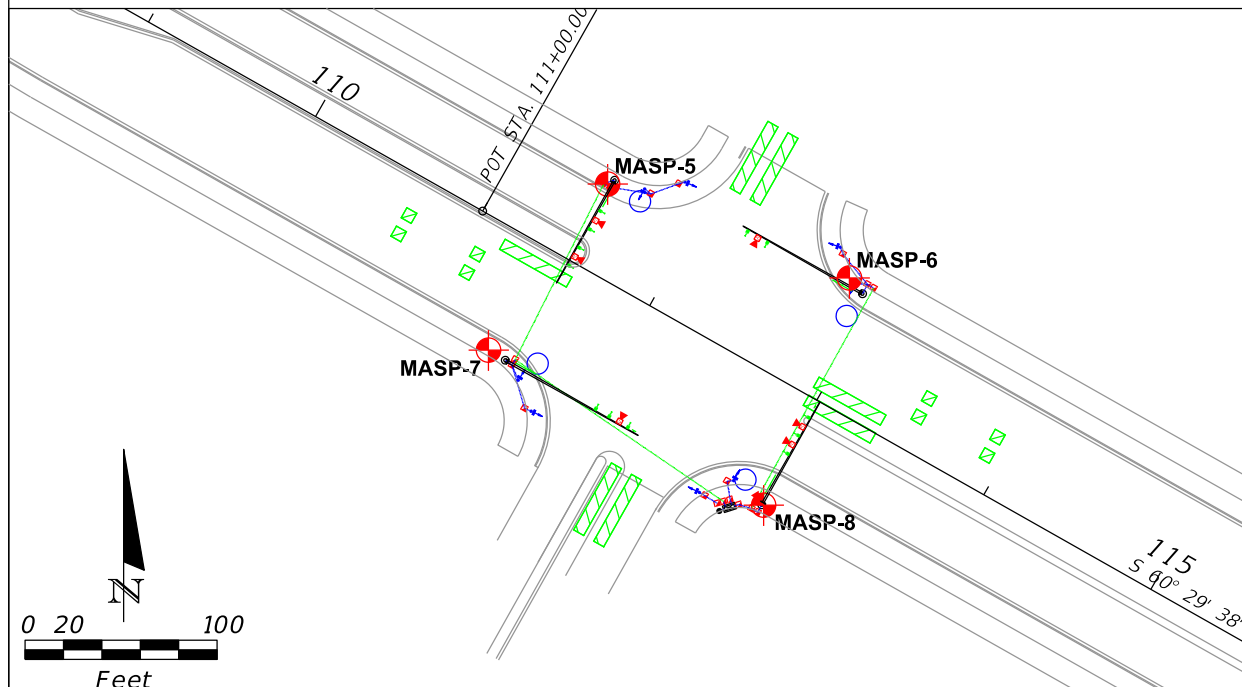 110
POT STA. 111+00.00
MASP-5
MASP-6
MASP-7
MASP-8
115
S 60° 29' 38"
N
0 20 100
Feet